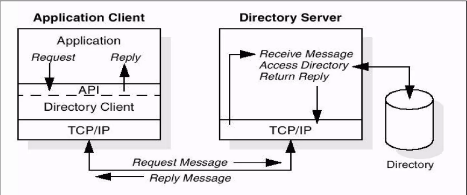 Application Client
Directory Server
Application
Request Reply
API
Directory Client
TCP/IP
Receive Message
Access Directory
Return Reply
TCP/IP
Directory
Request Message
Reply Message